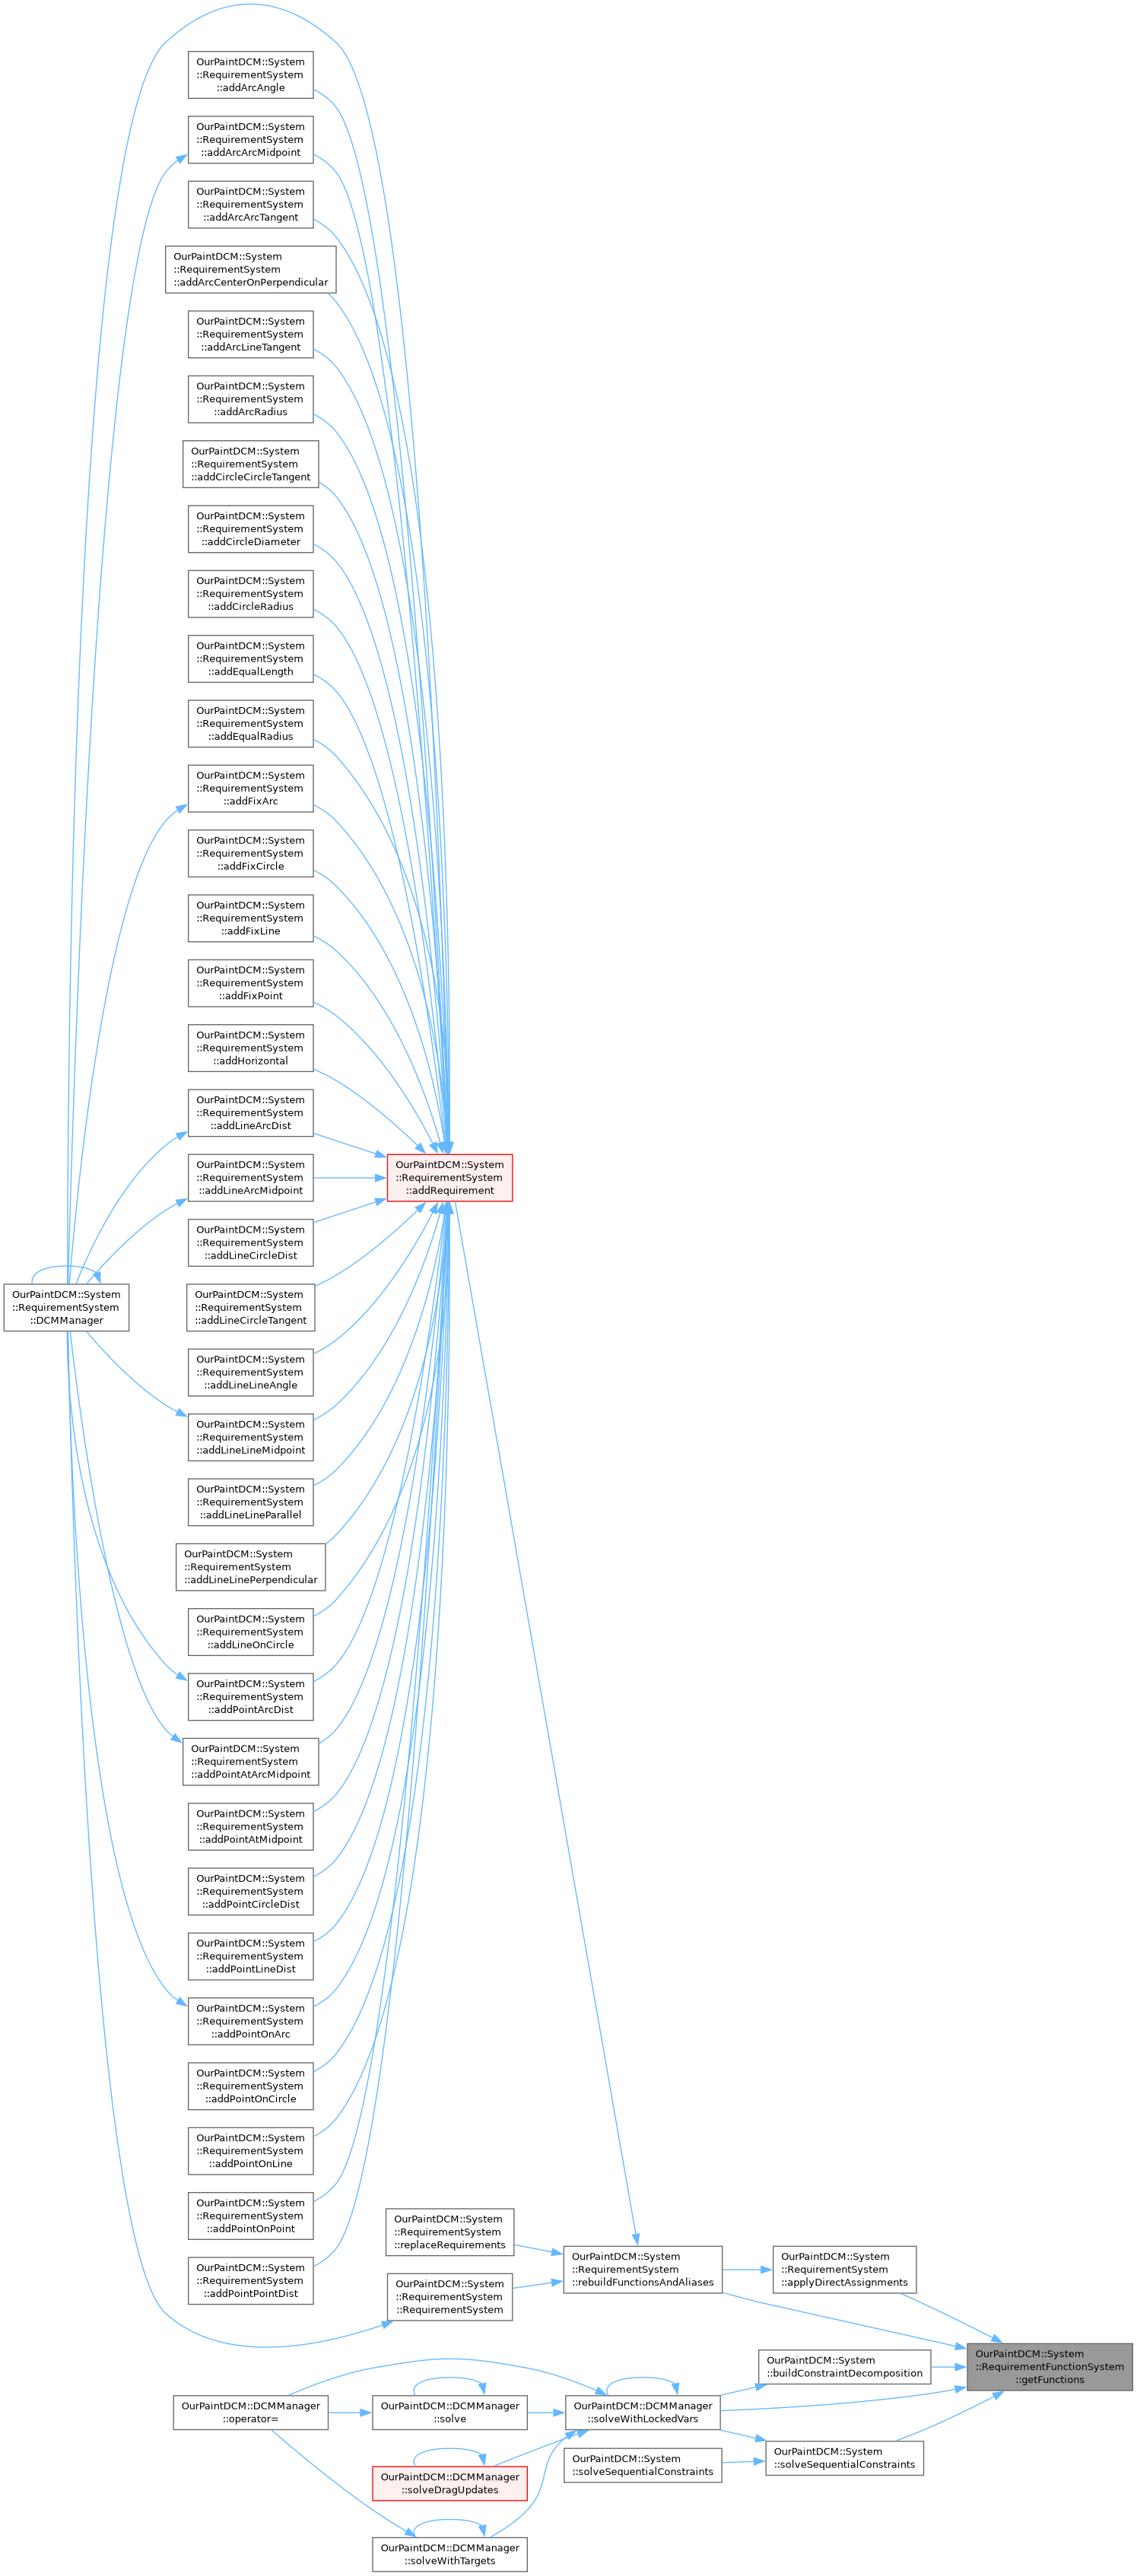 OurPaintDCM::System
::RequirementSystem
::addArcAngle
OurPaintDCM::System
::RequirementSystem
::addArcArcMidpoint
OurPaintDCM::System
::RequirementSystem
::addArcArcTangent
OurPaintDCM::System
::RequirementSystem
::addArcCenterOnPerpendicular
OurPaintDCM::System
::RequirementSystem
::addArcLineTangent
OurPaintDCM::System
::RequirementSystem
::addArcRadius
OurPaintDCM::System
::RequirementSystem
::addCircleCircleTangent
OurPaintDCM::System
::RequirementSystem
::addCircleDiameter
OurPaintDCM::System
::RequirementSystem
::addCircleRadius
OurPaintDCM::System
::RequirementSystem
::addEqualLength
OurPaintDCM::System
::RequirementSystem
::addEqualRadius
OurPaintDCM::System
::RequirementSystem
::addFixArc
OurPaintDCM::System
::RequirementSystem
::addFixCircle
OurPaintDCM::System
::RequirementSystem
::addFixLine
OurPaintDCM::System
::RequirementSystem
::addFixPoint
OurPaintDCM::System
::RequirementSystem
::addHorizontal
OurPaintDCM::System
::RequirementSystem
::addLineArcDist
OurPaintDCM::System
::RequirementSystem
::addLineArcMidpoint
OurPaintDCM::System
::RequirementSystem
::addRequirement
OurPaintDCM::System
::RequirementSystem
::addLineCircleDist
OurPaintDCM::System
::RequirementSystem
::DCMManager
OurPaintDCM::System
::RequirementSystem
::addLineCircleTangent
OurPaintDCM::System
::RequirementSystem
::addLineLineAngle
OurPaintDCM::System
::RequirementSystem
::addLineLineMidpoint
OurPaintDCM::System
::RequirementSystem
::addLineLineParallel
OurPaintDCM::System
::RequirementSystem
::addLineLinePerpendicular
OurPaintDCM::System
::RequirementSystem
::addLineOnCircle
OurPaintDCM::System
::RequirementSystem
::addPointArcDist
OurPaintDCM::System
::RequirementSystem
::addPointAtArcMidpoint
OurPaintDCM::System
::RequirementSystem
::addPointAtMidpoint
OurPaintDCM::System
::RequirementSystem
::addPointCircleDist
OurPaintDCM::System
::RequirementSystem
::addPointLineDist
OurPaintDCM::System
::RequirementSystem
::addPointOnArc
OurPaintDCM::System
::RequirementSystem
::addPointOnCircle
OurPaintDCM::System
::RequirementSystem
::addPointOnLine
OurPaintDCM::System
::RequirementSystem
::addPointOnPoint
OurPaintDCM::System
::RequirementSystem
::addPointPointDist
OurPaintDCM::System
::RequirementSystem
::replaceRequirements
OurPaintDCM::System
::RequirementSystem
::RequirementSystem
OurPaintDCM::System
::RequirementSystem
::rebuildFunctionsAndAliases
OurPaintDCM::System
::RequirementSystem
::applyDirectAssignments
OurPaintDCM::System
::RequirementFunctionSystem
::getFunctions
OurPaintDCM::System
::buildConstraintDecomposition
OurPaintDCM::DCMManager
::operator=
OurPaintDCM::DCMManager
::solve
OurPaintDCM::DCMManager
::solveWithLockedVars
OurPaintDCM::System
::solveSequentialConstraints
OurPaintDCM::System
::solveSequentialConstraints
OurPaintDCM::DCMManager
::solveDragUpdates
OurPaintDCM::DCMManager
::solveWithTargets